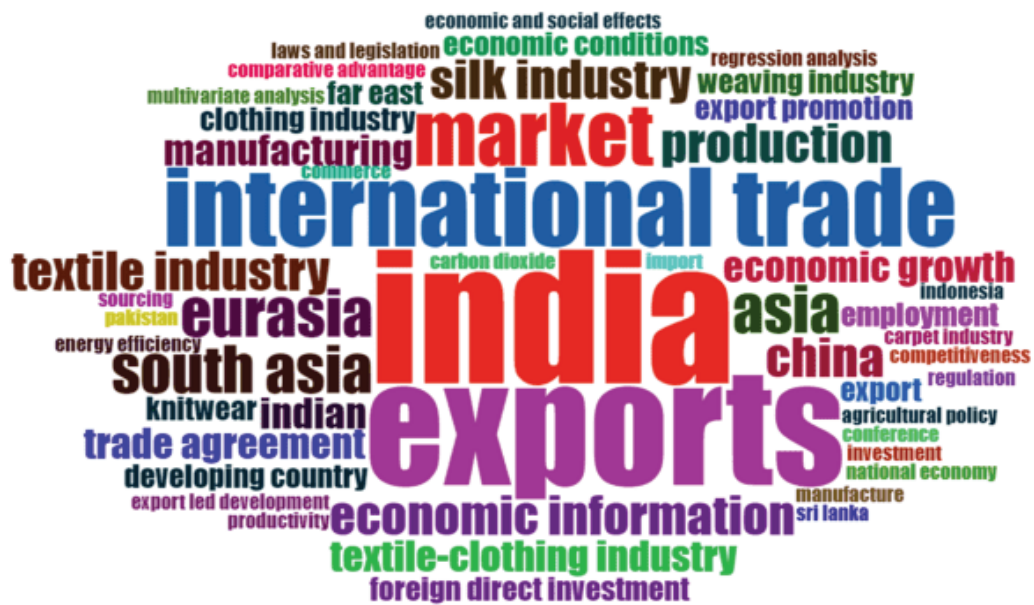 economic and social effects
laws and legislation economic conditions regression analysis
comparative advantage silk industry weaving industry
multivariate analysis far east export promotion
clothing industry market production
manufacturing
commerce
international trade
carbon dioxide import
textile industry india economic growth
sourcing eurasia asia indonesia
pakistan employment
energy efficiency carpet industry
south asia china competitiveness
regulation
knitwear indian exports export
agricultural policy
trade agreement conference
investment
developing country national economy
export led development manufacture
productivity economic information sri lanka
textile-clothing industry
foreign direct investment